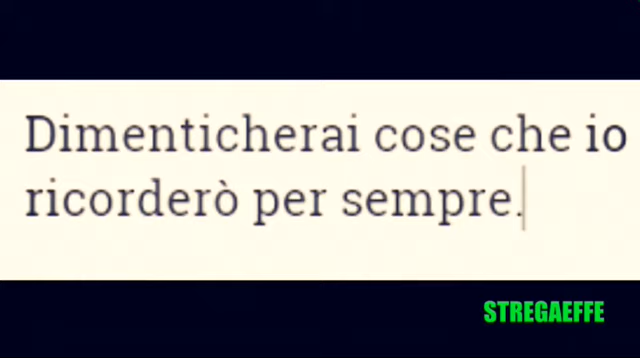 Dimenticherai cose che io
ricorderò per sempre.
STREGAEFFE